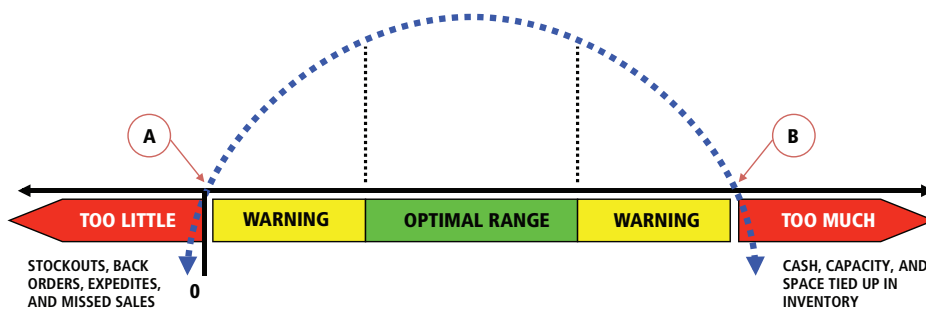 A
B
TOO LITTLE
WARNING
OPTIMAL RANGE
WARNING
TOO MUCH
STOCKOUTS, BACK
ORDERS, EXPEDITES,
AND MISSED SALES
0
CASH, CAPACITY, AND
SPACE TIED UP IN
INVENTORY